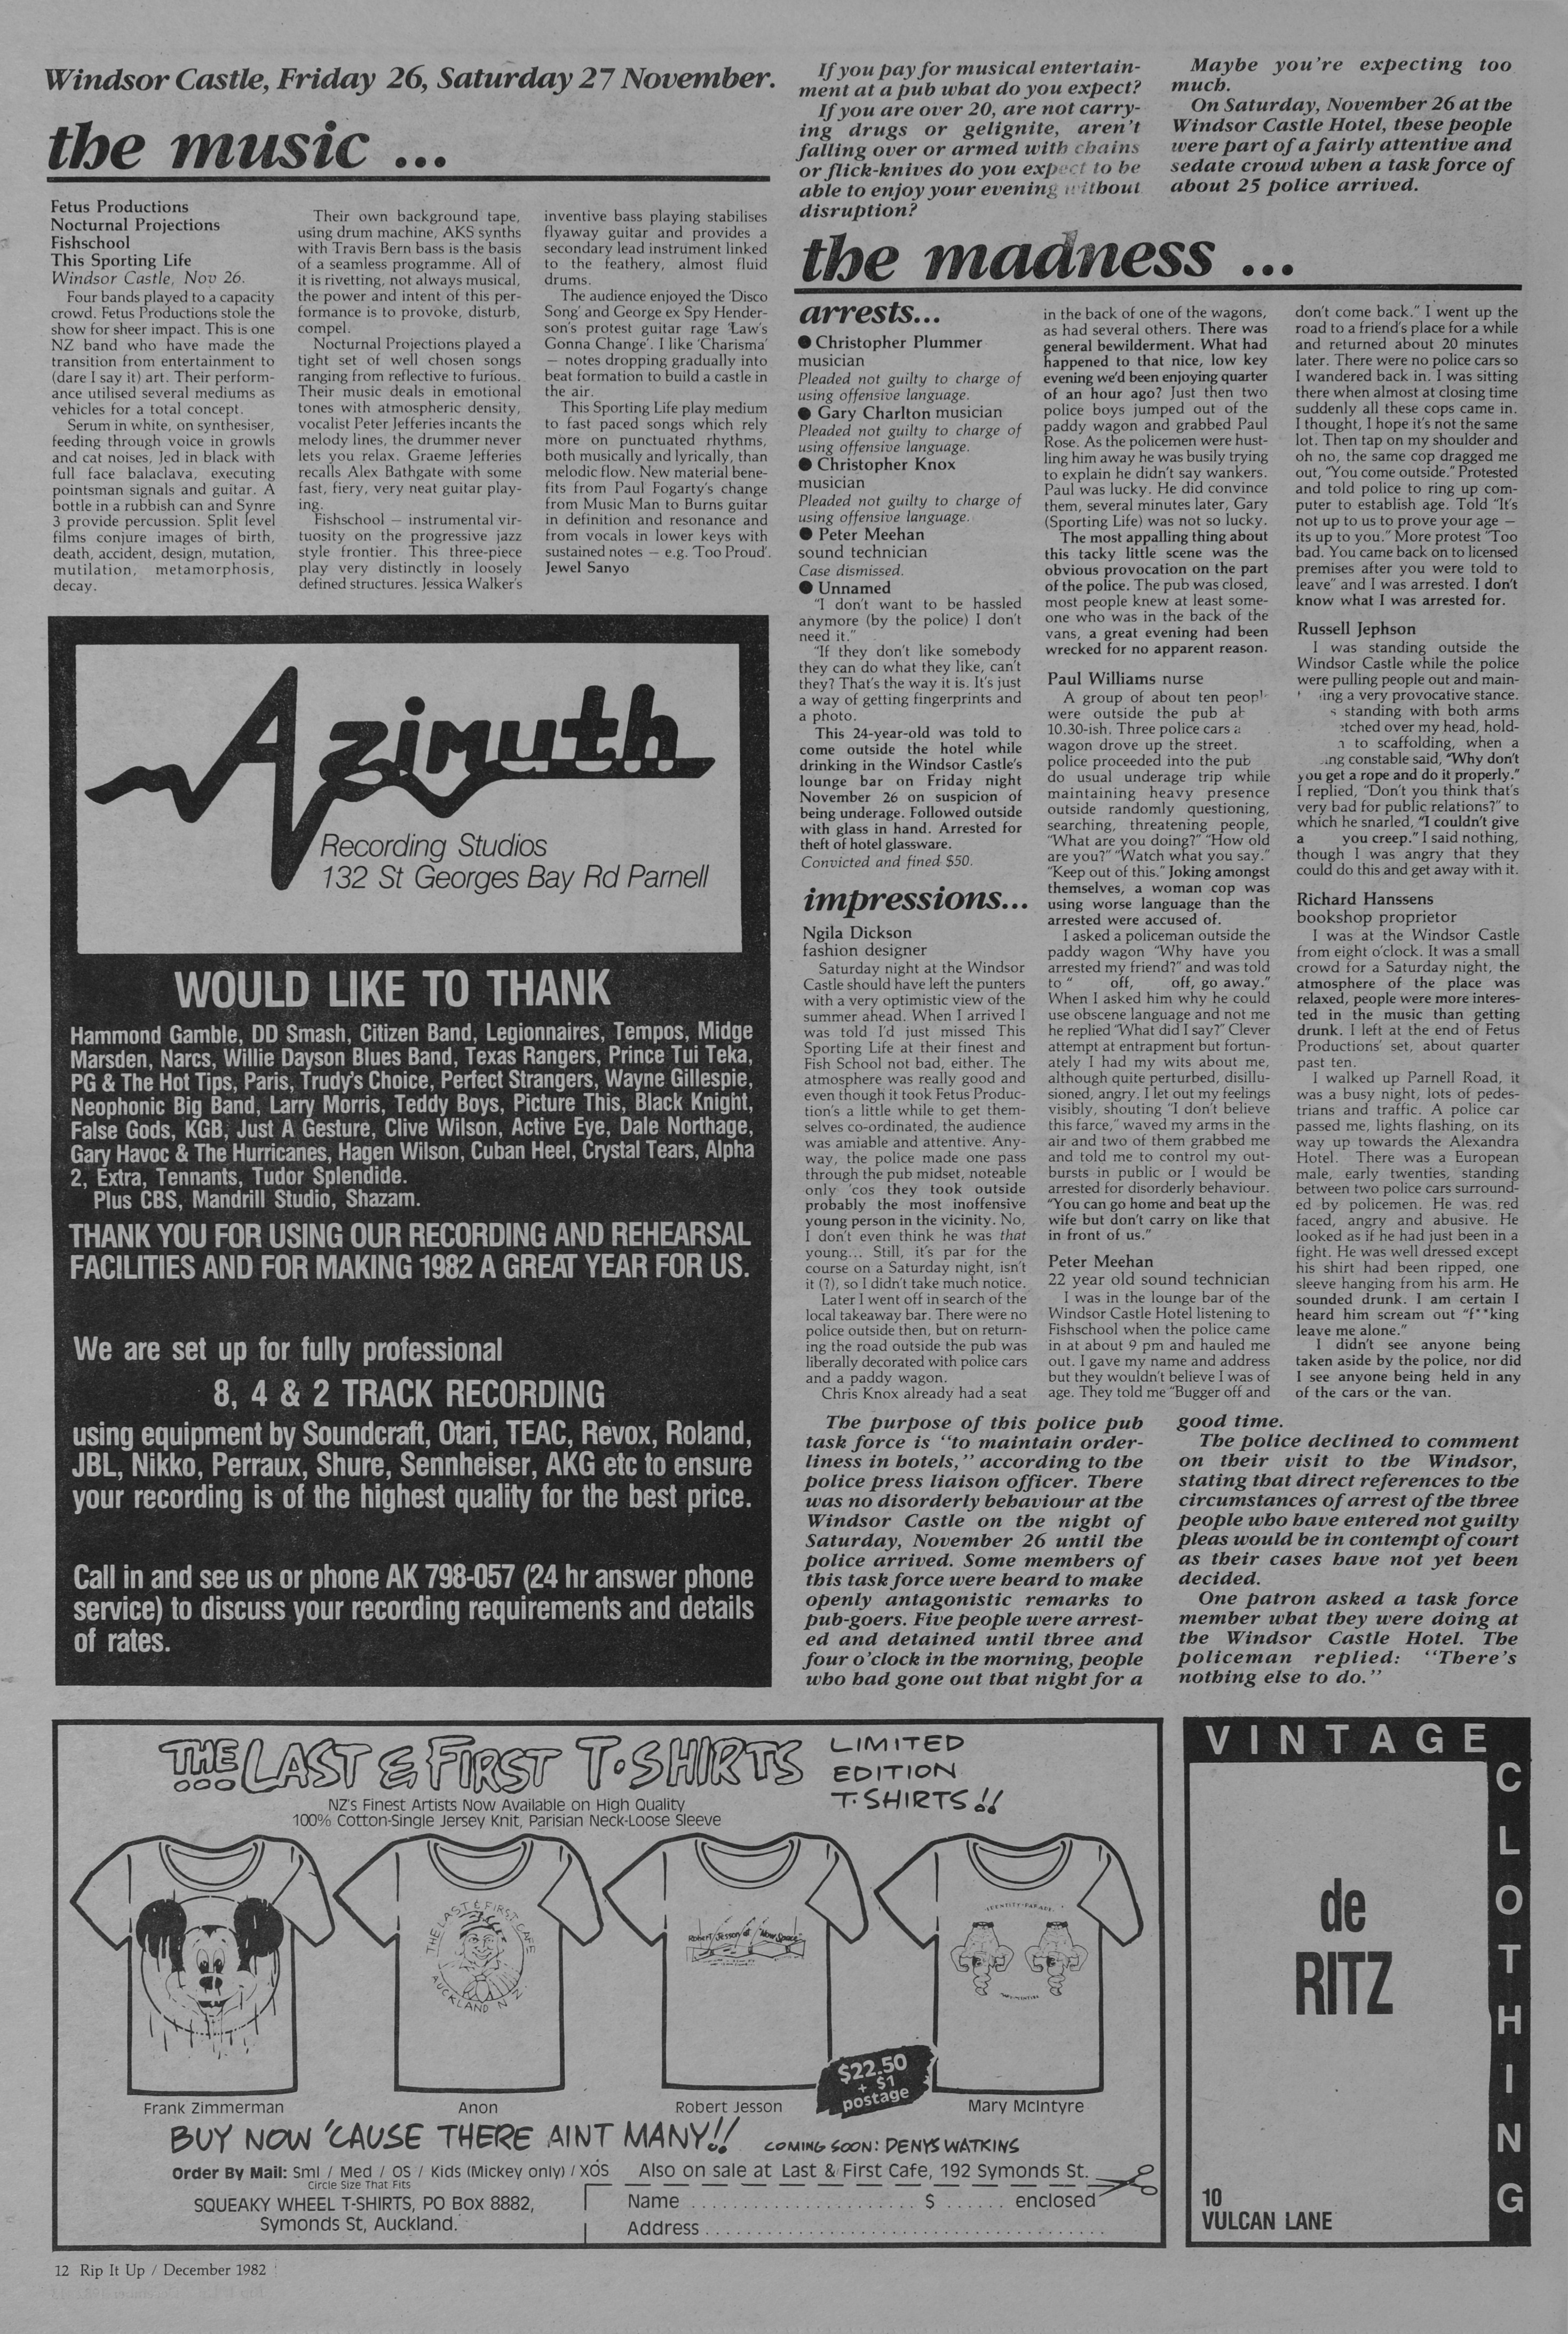 Windsor Castle, Friday 26, Saturday 27 November.
the music ...
Fetus Productions
Nocturnal Projections
Fishschool
This Sporting Life
Windsor Castle, Nov 26.
Four bands played to a capacity
crowd. Fetus Productions stole the
show for sheer impact. This is one
NZ band who have made the
transition from entertainment to
(dare I say it) art. Their perform-
ance utilised several mediums as
vehicles for a total concept.
Serum in white, on synthesiser,
feeding through voice in growls
and cat noises, Jed in black with
full face balaclava, executing
pointsman signals and guitar. A
bottle in a rubbish can and Synre
3 provide percussion. Split level
films conjure images of birth,
death, accident, design, mutation,
mutilation, metamorphosis,
decay.
Their own background tape,
using drum machine, AKS synths
with Travis Bern bass is the basis
of a seamless programme. All of
it is rivetting, not always musical,
the power and intent of this per-
formance is to provoke, disturb,
compel.
Nocturnal Projections played a
tight set of well chosen songs
ranging from reflective to furious.
Their music deals in emotional
tones with atmospheric density,
vocalist Peter Jefferies incants the
melody lines, the drummer never
lets you relax. Graeme Jefferies
recalls Alex Bathgate with some
fast, fiery, very neat guitar play-
ing.
Fishschool — instrumental vir-
tuosity on the progressive jazz
style frontier. This three-piece
play very distinctly in loosely
defined structures. Jessica Walker's
inventive bass playing stabilises
flyaway guitar and provides a
secondary lead instrument linked
to the feathery, almost fluid
drums.
The audience enjoyed the 'Disco
Song' and George ex Spy Hender-
son's protest guitar rage 'Law's
Gonna Change'. I like 'Charisma'
— notes dropping gradually into
beat formation to build a castle in
the air.
This Sporting Life play medium
to fast paced songs which rely
more on punctuated rhythms,
both musically and lyrically, than
melodic flow. New material bene-
fits from Paul Fogarty's change
from Music Man to Burns guitar
in definition and resonance and
from vocals in lower keys with
sustained notes — e.g. 'Too Proud'.
Jewel Sanyo
If you pay for musical entertain-
ment at a pub what do you expect?
If you are over 20, are not carry-
ing drugs or gelignite, aren't
falling over or armed with chains
or flick-knives do you expect to be
able to enjoy your evening without
disruption?
Maybe you're expecting too
much.
On Saturday, November 26 at the
Windsor Castle Hotel, these people
were part of a fairly attentive and
sedate crowd when a task force of
about 25 police arrived.
the madness ...
arrests...
● Christopher Plummer
musician
Pleaded not guilty to charge of
using offensive language.
● Gary Charlton musician
Pleaded not guilty to charge of
using offensive language.
● Christopher Knox
musician
Pleaded not guilty to charge of
using offensive language.
● Peter Meehan
sound technician
Case dismissed.
● Unnamed
"I don't want to be hassled
anymore (by the police) I don't
need it."
"If they don't like somebody
they can do what they like, can't
they? That's the way it is. It's just
a way of getting fingerprints and
a photo.
This 24-year-old was told to
come outside the hotel while
drinking in the Windsor Castle's
lounge bar on Friday night
November 26 on suspicion of
being underage. Followed outside
with glass in hand. Arrested for
theft of hotel glassware.
Convicted and fined $50.
impressions...
Ngila Dickson
fashion designer
Saturday night at the Windsor
Castle should have left the punters
with a very optimistic view of the
summer ahead. When I arrived I
was told I'd just missed This
Sporting Life at their finest and
Fish School not bad, either. The
atmosphere was really good and
even though it took Fetus Produc-
tion's a little while to get them-
selves co-ordinated, the audience
was amiable and attentive. Any-
way, the police made one pass
through the pub midset, noteable
only 'cos they took outside
probably the most inoffensive
young person in the vicinity. No,
I don't even think he was that
young... Still, it's par for the
course on a Saturday night, isn't
it (?), so I didn't take much notice.
Later I went off in search of the
local takeaway bar. There were no
police outside then, but on return-
ing the road outside the pub was
liberally decorated with police cars
and a paddy wagon.
Chris Knox already had a seat
in the back of one of the wagons,
as had several others. There was
general bewilderment. What had
happened to that nice, low key
evening we'd been enjoying quarter
of an hour ago? Just then two
police boys jumped out of the
paddy wagon and grabbed Paul
Rose. As the policemen were hust-
ling him away he was busily trying
to explain he didn't say wankers.
Paul was lucky. He did convince
them, several minutes later, Gary
(Sporting Life) was not so lucky.
The most appalling thing about
this tacky little scene was the
obvious provocation on the part
of the police. The pub was closed,
most people knew at least some-
one who was in the back of the
vans, a great evening had been
wrecked for no apparent reason.
Paul Williams nurse
A group of about ten
were outside the pub
10.30-ish. Three police cars
wagon drove up the street.
police proceeded into the pub
do usual underage trip while
maintaining heavy presence
outside randomly questioning,
searching, threatening people,
"What are you doing?" "How old
are you?" "Watch what you say."
"Keep out of this." Joking amongst
themselves, a woman cop was
using worse language than the
arrested were accused of.
I asked a policeman outside the
paddy wagon "Why have you
arrested my friend?" and was told
to " off, off, go away."
When I asked him why he could
use obscene language and not me
he replied "What did I say?" Clever
attempt at entrapment but fortun-
ately I had my wits about me,
although quite perturbed, disillu-
sioned, angry. I let out my feelings
visibly, shouting "I don't believe
this farce," waved my arms in the
air and two of them grabbed me
and told me to control my out-
bursts in public or I would be
arrested for disorderly behaviour.
"You can go home and beat up the
wife but don't carry on like that
in front of us."
Peter Meehan
22 year old sound technician
I was in the lounge bar of the
Windsor Castle Hotel listening to
Fishschool when the police came
in at about 9 pm and hauled me
out. I gave my name and address
but they wouldn't believe I was of
age. They told me "Bugger off and
don't come back." I went up the
road to a friend's place for a while
and returned about 20 minutes
later. There were no police cars so
I wandered back in. I was sitting
there when almost at closing time
suddenly all these cops came in.
I thought, I hope it's not the same
lot. Then tap on my shoulder and
oh no, the same cop dragged me
out, "You come outside." Protested
and told police to ring up com-
puter to establish age. Told "It's
not up to us to prove your age —
its up to you." More protest "Too
bad. You came back on to licensed
premises after you were told to
leave" and I was arrested. I don't
know what I was arrested for.
Russell Jephson
I was standing outside the
Windsor Castle while the police
were pulling people out and main-
a very provocative stance.
standing with both arms
over my head, hold-
to scaffolding, when a
constable said, "Why don't
you get a rope and do it properly."
I replied, "Don't you think that's
very bad for public relations?" to
which he snarled, "I couldn't give
a you creep." I said nothing,
though I was angry that they
could do this and get away with it.
Richard Hanssens
bookshop proprietor
I was at the Windsor Castle
from eight o'clock. It was a small
crowd for a Saturday night, the
atmosphere of the place was
relaxed, people were more interes-
ted in the music than getting
drunk. I left at the end of Fetus
Productions' set, about quarter
past ten.
I walked up Parnell Road, it
was a busy night, lots of pedes-
trians and traffic. A police car
passed me, lights flashing, on its
way up towards the Alexandra
Hotel. There was a European
male, early twenties, standing
between two police cars surround-
ed by policemen. He was red
faced, angry and abusive. He
looked as if he had just been in a
fight. He was well dressed except
his shirt had been ripped, one
sleeve hanging from his arm. He
sounded drunk. I am certain I
heard him scream out "f**king
leave me alone."
I didn't see anyone being
taken aside by the police, nor did
I see anyone being held in any
of the cars or the van.
The purpose of this police pub
task force is "to maintain order-
liness in hotels," according to the
police press liaison officer. There
was no disorderly behaviour at the
Windsor Castle on the night of
Saturday, November 26 until the
police arrived. Some members of
this task force were heard to make
openly antagonistic remarks to
pub-goers. Five people were arrest-
ed and detained until three and
four o'clock in the morning, people
who had gone out that night for a
good time.
The police declined to comment
on their visit to the Windsor,
stating that direct references to the
circumstances of arrest of the three
people who have entered not guilty
pleas would be in contempt of court
as their cases have not yet been
decided.
One patron asked a task force
member what they were doing at
the Windsor Castle Hotel. The
policeman replied: "There's
nothing else to do."
Azimuth
Recording Studios
132 St Georges Bay Rd Parnell
WOULD LIKE TO THANK
Hammond Gamble, DD Smash, Citizen Band, Legionnaires, Tempos, Midge
Marsden, Narcs, Willie Dayson Blues Band, Texas Rangers, Prince Tui Teka,
PG & The Hot Tips, Paris, Trudy's Choice, Perfect Strangers, Wayne Gillespie,
Neophonic Big Band, Larry Morris, Teddy Boys, Picture This, Black Knight,
False Gods, KGB, Just A Gesture, Clive Wilson, Active Eye, Dale Northage,
Gary Havoc & The Hurricanes, Hagen Wilson, Cuban Heel, Crystal Tears, Alpha
2, Extra, Tennants, Tudor Splendide.
Plus CBS, Mandrill Studio, Shazam.
THANK YOU FOR USING OUR RECORDING AND REHEARSAL
FACILITIES AND FOR MAKING 1982 A GREAT YEAR FOR US.
We are set up for fully professional
8, 4 & 2 TRACK RECORDING
using equipment by Soundcraft, Otari, TEAC, Revox, Roland,
JBL, Nikko, Perraux, Shure, Sennheiser, AKG etc to ensure
your recording is of the highest quality for the best price.
Call in and see us or phone AK 798-057 (24 hr answer phone
service) to discuss your recording requirements and details
of rates.
THE LAST & FIRST T·SHIRTS
LIMITED
EDITION
T·SHIRTS!!
NZ's Finest Artists Now Available on High Quality
100% Cotton-Single Jersey Knit, Parisian Neck-Loose Sleeve
THE LAST & FIRST CAFE
AUCKLAND N.Z.
Robert Jesson at "New Space"
IDENTITY PARADE
$22.50
+ $1
postage
Frank Zimmerman
Anon
Robert Jesson
Mary McIntyre
BUY NOW 'CAUSE THERE AINT MANY!!
COMING SOON: DENYS WATKINS
Order By Mail: Sml / Med / OS / Kids (Mickey only) / XOS
Circle Size That Fits
Also on sale at Last & First Cafe, 192 Symonds St.
SQUEAKY WHEEL T-SHIRTS, PO Box 8882,
Symonds St, Auckland.
Name ........................ $ ...... enclosed
Address ........................................
VINTAGE
CLOTHING
de
RITZ
10
VULCAN LANE
12 Rip It Up / December 1982